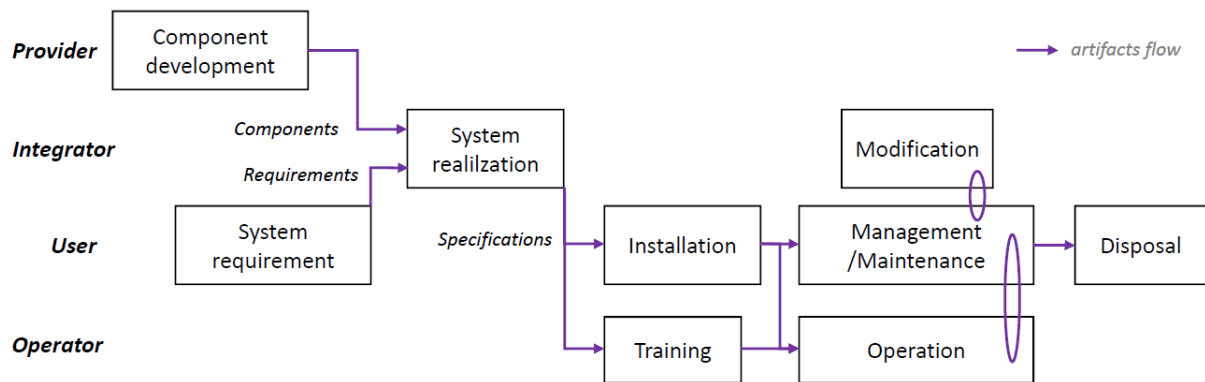 Provider
Component
development
artifacts flow
Integrator
Components
Requirements
System
realilzation
Modification
User
System
requirement
Specifications
Installation
Management
/Maintenance
Disposal
Operator
Training
Operation